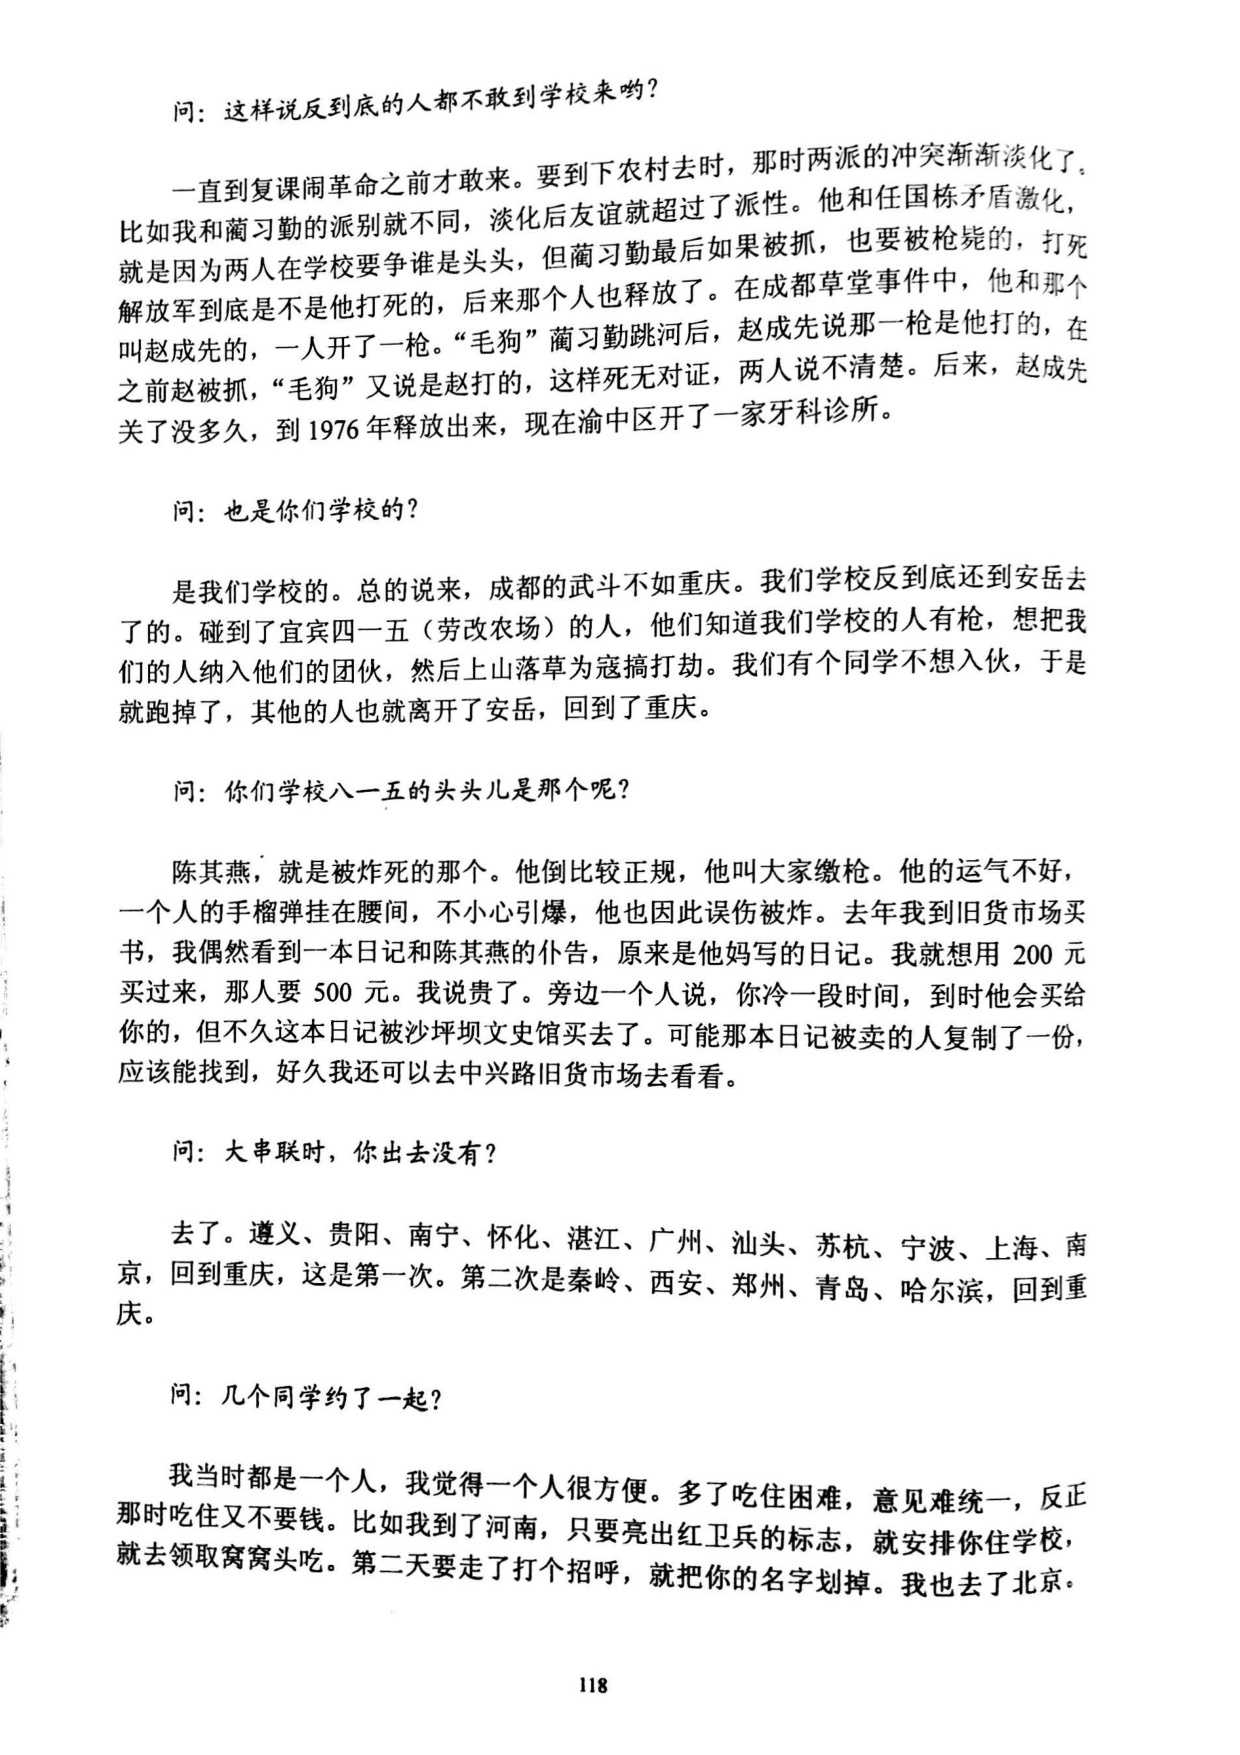 问：这样说反到底的人都不敢到学校来哟？
一直到复课闹革命之前才敢来。要到下农村去时，那时两派的冲突渐渐淡化了。
比如我和蔺习勤的派别就不同，淡化后友谊就超过了派性。他和任国栋矛盾激化，
就是因为两人在学校要争谁是头头，但蔺习勤最后如果被抓，也要被枪毙的，打死
解放军到底是不是他打死的，后来那个人也释放了。在成都草堂事件中，他和那个
叫赵成先的，一人开了一枪。“毛狗”蔺习勤跳河后，赵成先说那一枪是他打的，在
之前赵被抓，“毛狗”又说是赵打的，这样死无对证，两人说不清楚。后来，赵成先
关了没多久，到 1976 年释放出来，现在渝中区开了一家牙科诊所。
问：也是你们学校的？
是我们学校的。总的说来，成都的武斗不如重庆。我们学校反到底还到安岳去
了的。碰到了宜宾四一五（劳改农场）的人，他们知道我们学校的人有枪，想把我
们的人纳入他们的团伙，然后上山落草为寇搞打劫。我们有个同学不想入伙，于是
就跑掉了，其他的人也就离开了安岳，回到了重庆。
问：你们学校八一五的头头儿是那个呢？
陈其燕，就是被炸死的那个。他倒比较正规，他叫大家缴枪。他的运气不好，
一个人的手榴弹挂在腰间，不小心引爆，他也因此误伤被炸。去年我到旧货市场买
书，我偶然看到一本日记和陈其燕的仆告，原来是他妈写的日记。我就想用 200 元
买过来，那人要 500 元。我说贵了。旁边一个人说，你冷一段时间，到时他会买给
你的，但不久这本日记被沙坪坝文史馆买去了。可能那本日记被卖的人复制了一份，
应该能找到，好久我还可以去中兴路旧货市场去看看。
问：大串联时，你出去没有？
去了。遵义、贵阳、南宁、怀化、湛江、广州、汕头、苏杭、宁波、上海、南
京，回到重庆，这是第一次。第二次是秦岭、西安、郑州、青岛、哈尔滨，回到重
庆。
问：几个同学约了一起？
我当时都是一个人，我觉得一个人很方便。多了吃住困难，意见难统一，反正
那时吃住又不要钱。比如我到了河南，只要亮出红卫兵的标志，就安排你住学校，
就去领取窝窝头吃。第二天要走了打个招呼，就把你的名字划掉。我也去了北京。
118